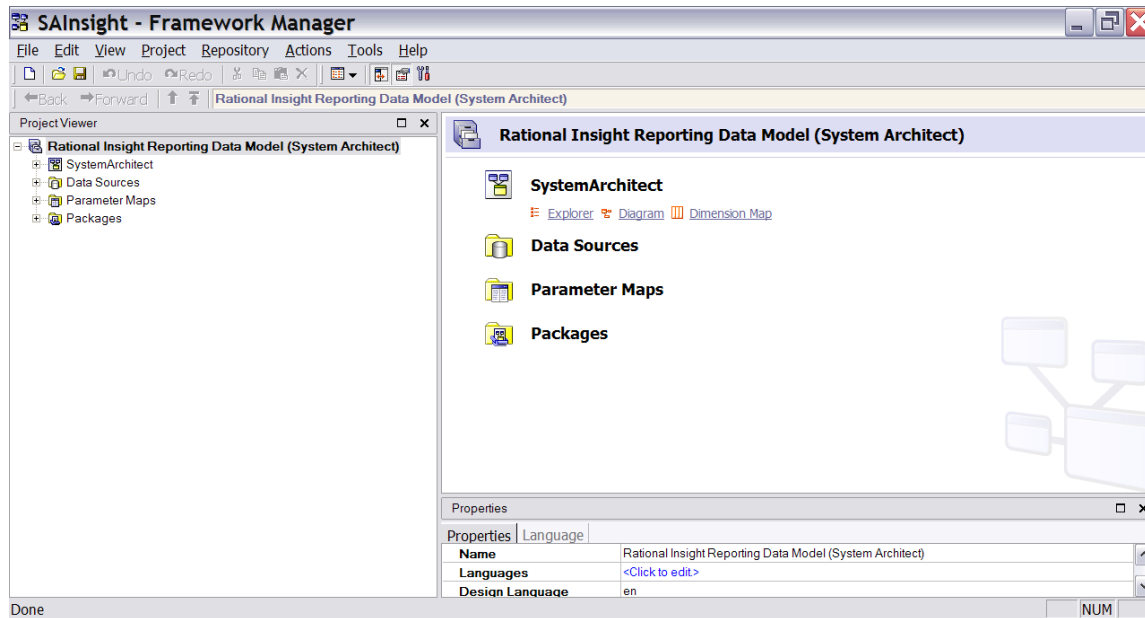 SAInsight - Framework Manager
File Edit View Project Repository Actions Tools Help
Undo Redo
Back Forward Rational Insight Reporting Data Model (System Architect)
Project Viewer
Rational Insight Reporting Data Model (System Architect)
SystemArchitect
Data Sources
Parameter Maps
Packages
Rational Insight Reporting Data Model (System Architect)
SystemArchitect
Explorer Diagram Dimension Map
Data Sources
Parameter Maps
Packages
Properties
Properties Language
Name Rational Insight Reporting Data Model (System Architect)
Languages <Click to edit.>
Design Language en
Done NUM